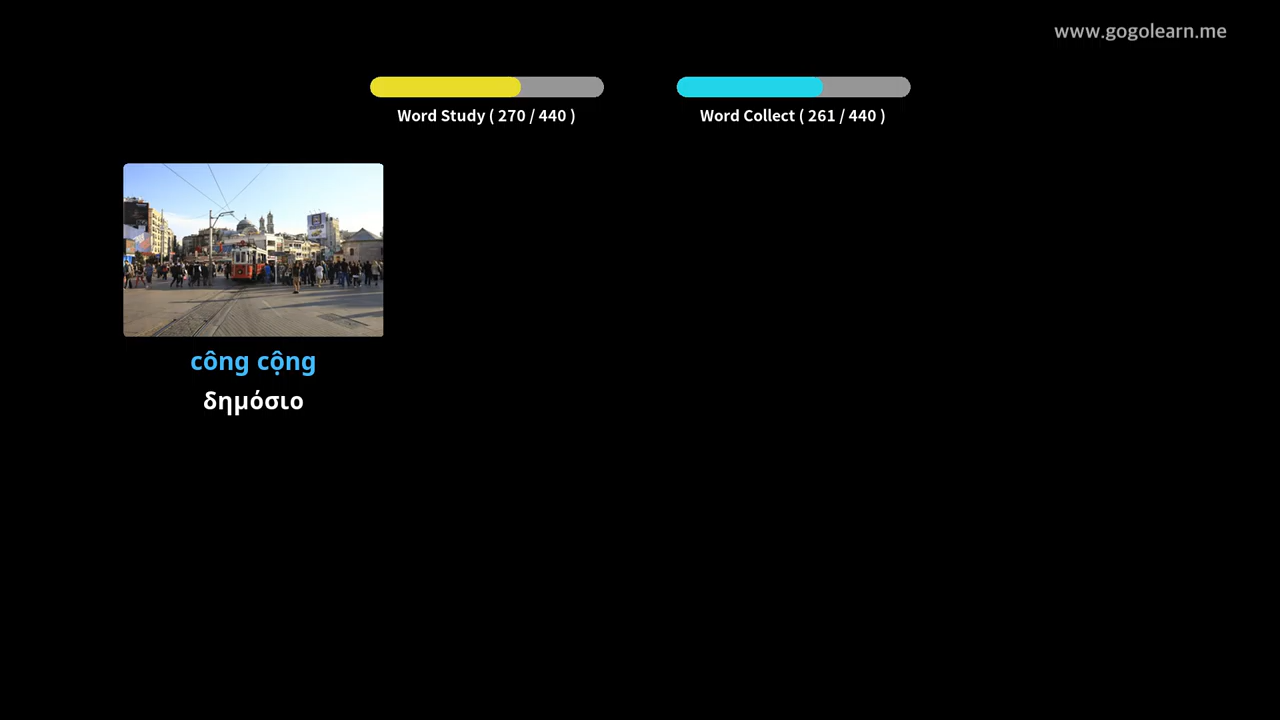 www.gogolearn.me
Word Study ( 270 / 440 )
Word Collect ( 261 / 440 )
công cộng
δημόσιο